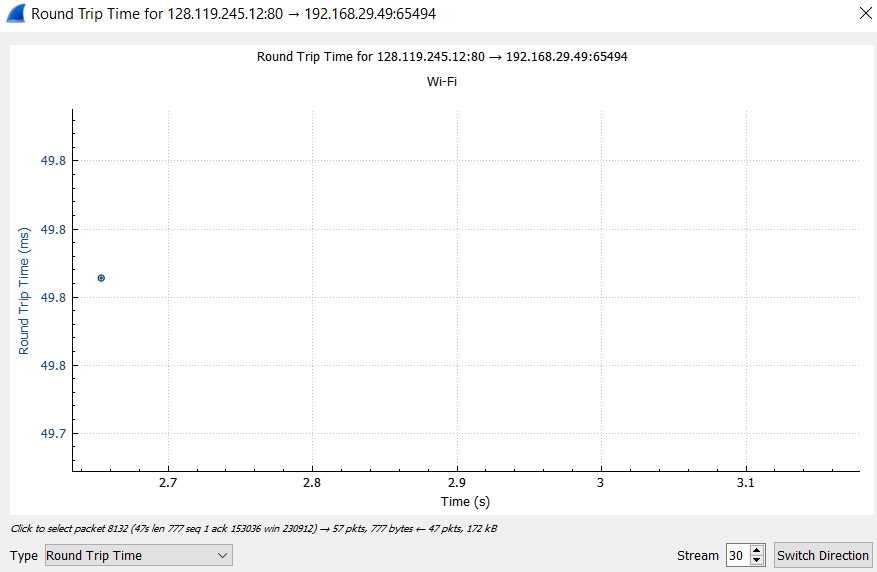 Round Trip Time for 128.119.245.12:80 → 192.168.29.49:65494
Round Trip Time for 128.119.245.12:80 → 192.168.29.49:65494
Wi-Fi
49.8
49.8
49.8
49.8
49.7
Round Trip Time (ms)
2.7 2.8 2.9 3 3.1
Time (s)
Click to select packet 8132 (47s len 777 seq 1 ack 153036 win 230912) → 57 pkts, 777 bytes ← 47 pkts, 172 kB
Type Round Trip Time Stream 30 Switch Direction